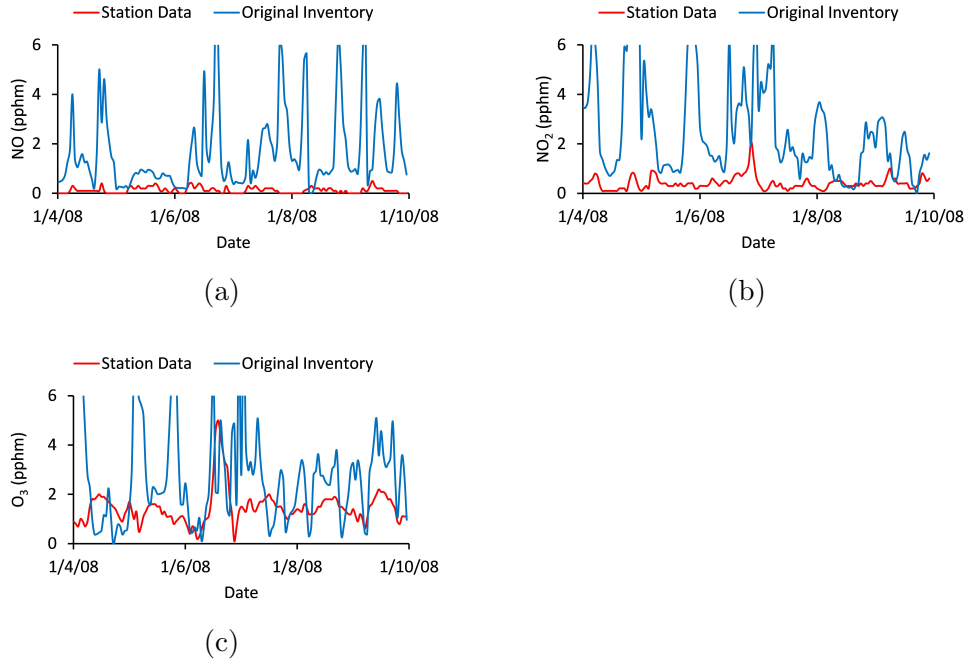 Station Data Original Inventory
6
4
2
0
NO (pphm)
1/4/08 1/6/08 1/8/08 1/10/08
Date
(a)
Station Data Original Inventory
6
4
2
0
NO₂ (pphm)
1/4/08 1/6/08 1/8/08 1/10/08
Date
(b)
Station Data Original Inventory
6
4
2
0
O₃ (pphm)
1/4/08 1/6/08 1/8/08 1/10/08
Date
(c)